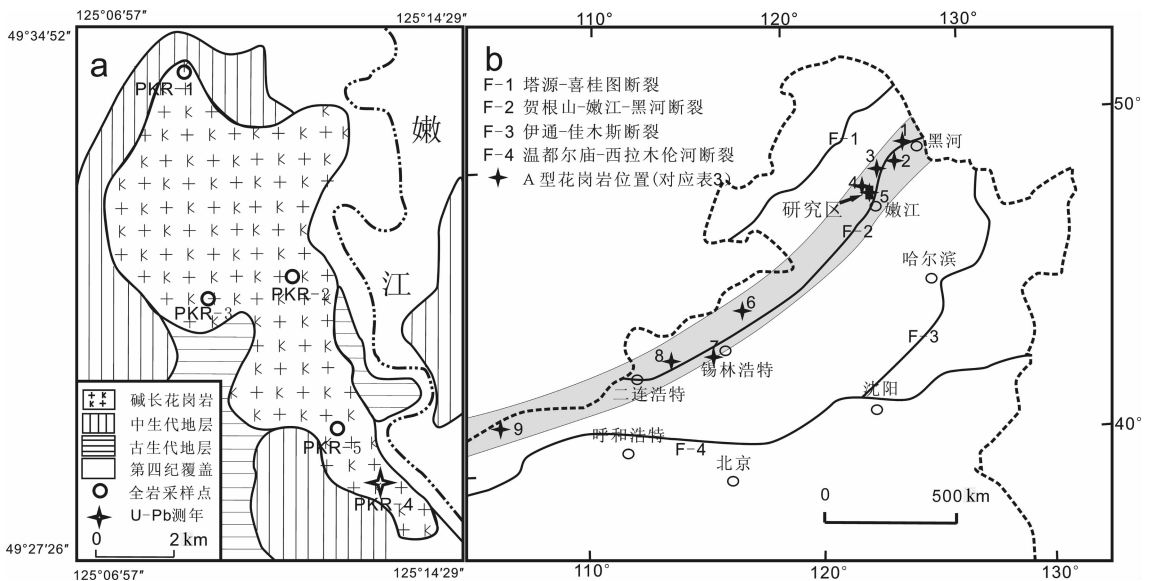 125°06′57″
125°14′29″
49°34′52″
a
PKR-1
嫩
江
PKR-2
PKR-3
PKR-5
PKR-4
碱长花岗岩
中生代地层
古生代地层
第四纪覆盖
全岩采样点
U-Pb测年
0 2 km
49°27′26″
125°06′57″
125°14′29″
110° 120° 130°
b
F-1 塔源-喜桂图断裂
F-2 贺根山-嫩江-黑河断裂
F-3 伊通-佳木斯断裂
F-4 温都尔庙-西拉木伦河断裂
A型花岗岩位置(对应表3)
50°
F-1
1
黑河
2
3
4
5
研究区
嫩江
F-2
哈尔滨
6
F-3
7
8
锡林浩特
二连浩特
沈阳
9
呼和浩特
F-4
40°
北京
0 500 km
110° 120° 130°